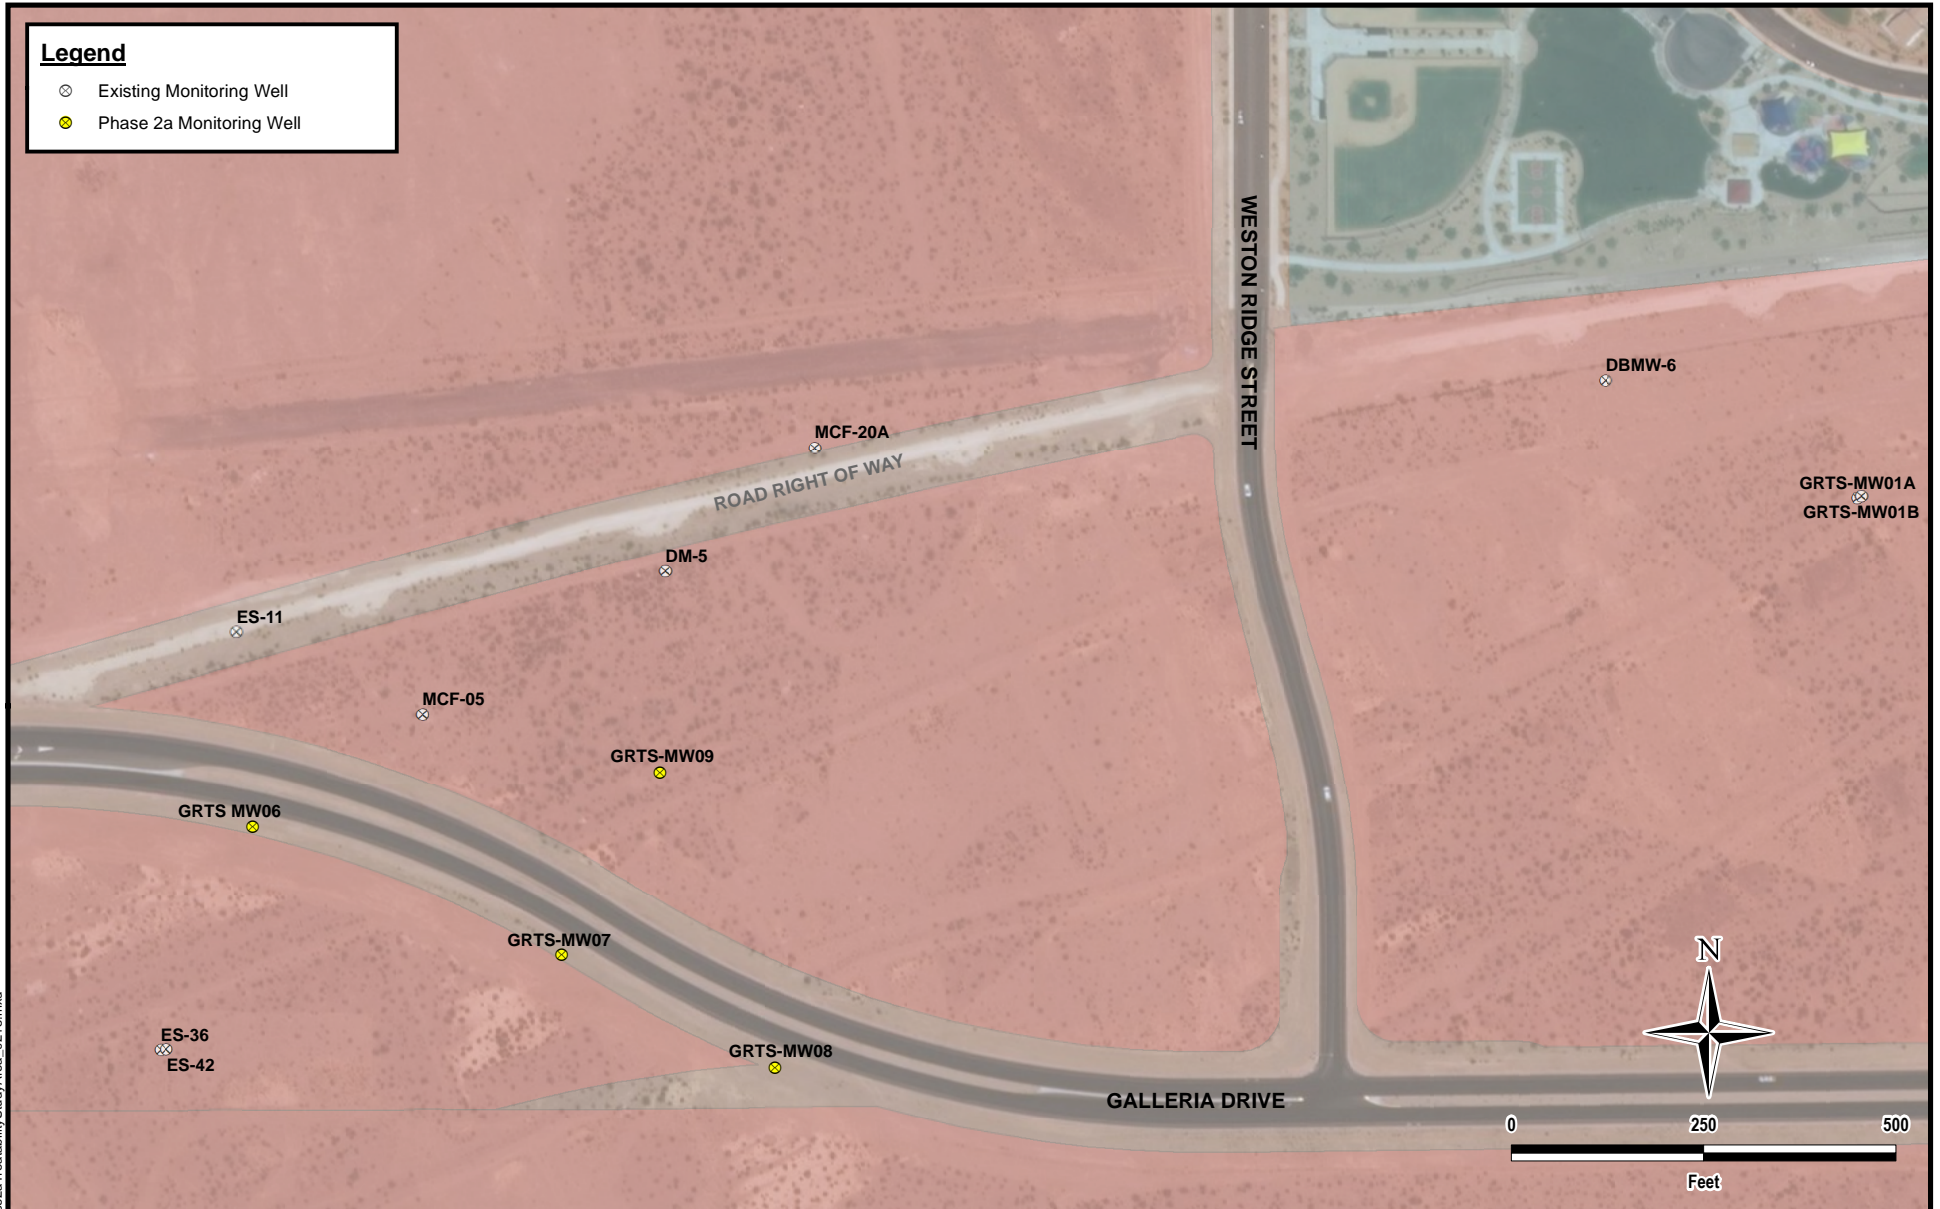 Legend
Existing Monitoring Well
Phase 2a Monitoring Well
WESTON RIDGE STREET
DBMW-6
MCF-20A
ROAD RIGHT OF WAY
GRTS-MW01A
GRTS-MW01B
DM-5
ES-11
MCF-05
GRTS-MW09
GRTS MW06
GRTS-MW07
N
ES-36
ES-42
GRTS-MW08
GALLERIA DRIVE
0 250 500
Feet